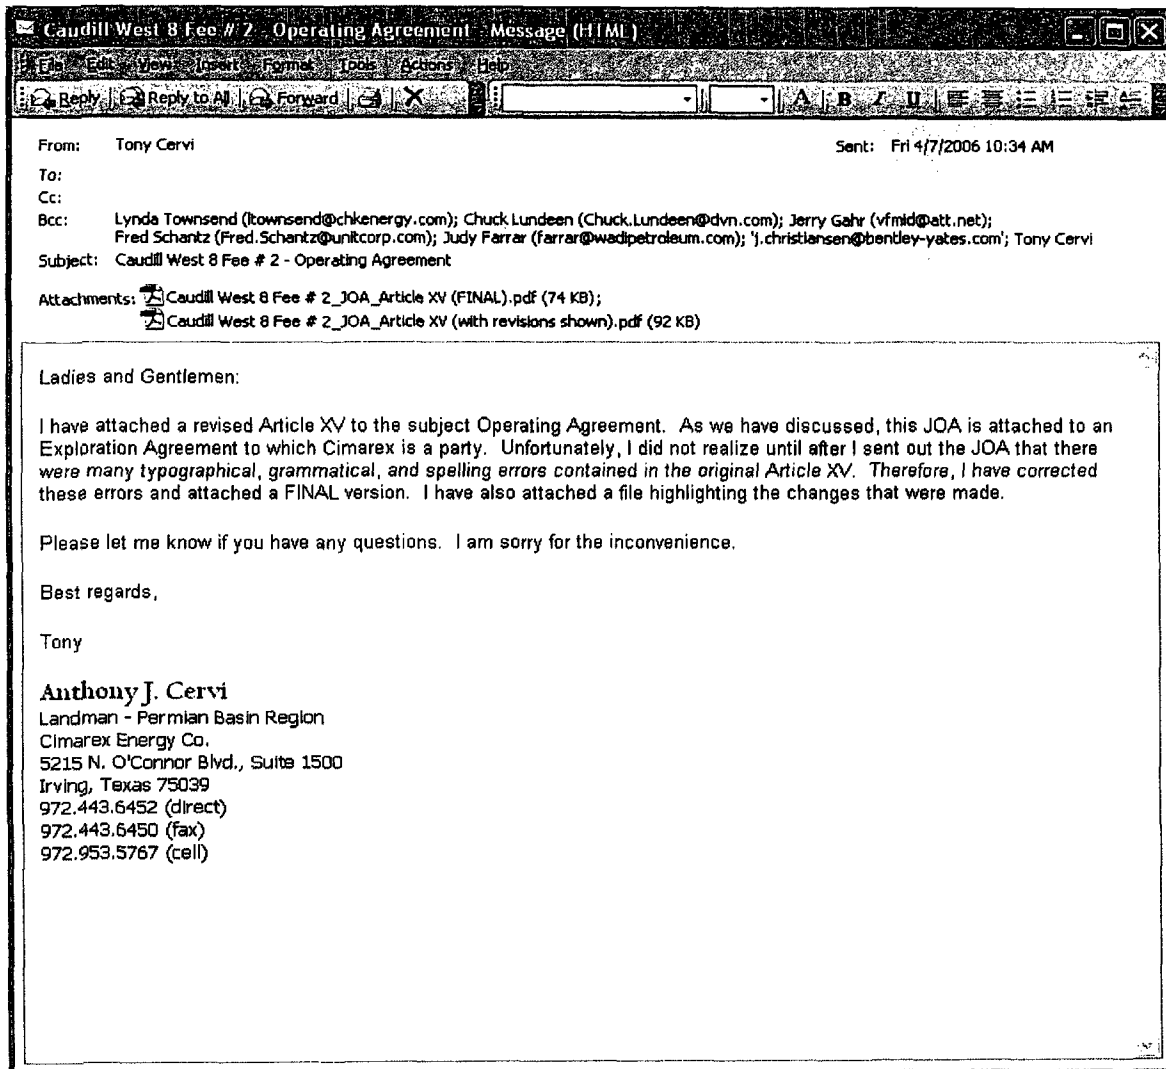 Caudill West 8 Fee # 2 - Operating Agreement - Message (HTML)
File Edit View Insert Format Tools Actions Help
Reply Reply to All Forward A B I U
From: Tony Cervi Sent: Fri 4/7/2006 10:34 AM
To:
Cc:
Bcc: Lynda Townsend (ltownsend@chkenergy.com); Chuck Lundeen (Chuck.Lundeen@dvn.com); Jerry Gahr (vfmid@att.net);
Fred Schantz (Fred.Schantz@unitcorp.com); Judy Farrar (farrar@wadipetroleum.com); 'j.christiansen@bentley-yates.com'; Tony Cervi
Subject: Caudill West 8 Fee # 2 - Operating Agreement
Attachments: Caudill West 8 Fee # 2_JOA_Article XV (FINAL).pdf (74 KB);
Caudill West 8 Fee # 2_JOA_Article XV (with revisions shown).pdf (92 KB)
Ladies and Gentlemen:
I have attached a revised Article XV to the subject Operating Agreement. As we have discussed, this JOA is attached to an
Exploration Agreement to which Cimarex is a party. Unfortunately, I did not realize until after I sent out the JOA that there
were many typographical, grammatical, and spelling errors contained in the original Article XV. Therefore, I have corrected
these errors and attached a FINAL version. I have also attached a file highlighting the changes that were made.
Please let me know if you have any questions. I am sorry for the inconvenience.
Best regards,
Tony
Anthony J. Cervi
Landman - Permian Basin Region
Cimarex Energy Co.
5215 N. O'Connor Blvd., Suite 1500
Irving, Texas 75039
972.443.6452 (direct)
972.443.6450 (fax)
972.953.5767 (cell)